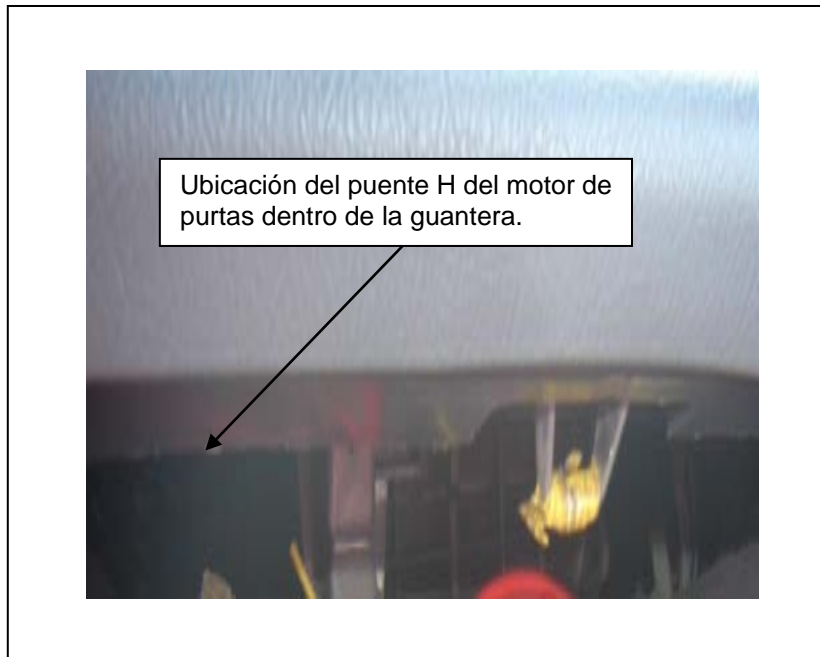 Ubicación del puente H del motor de
purtas dentro de la guantera.